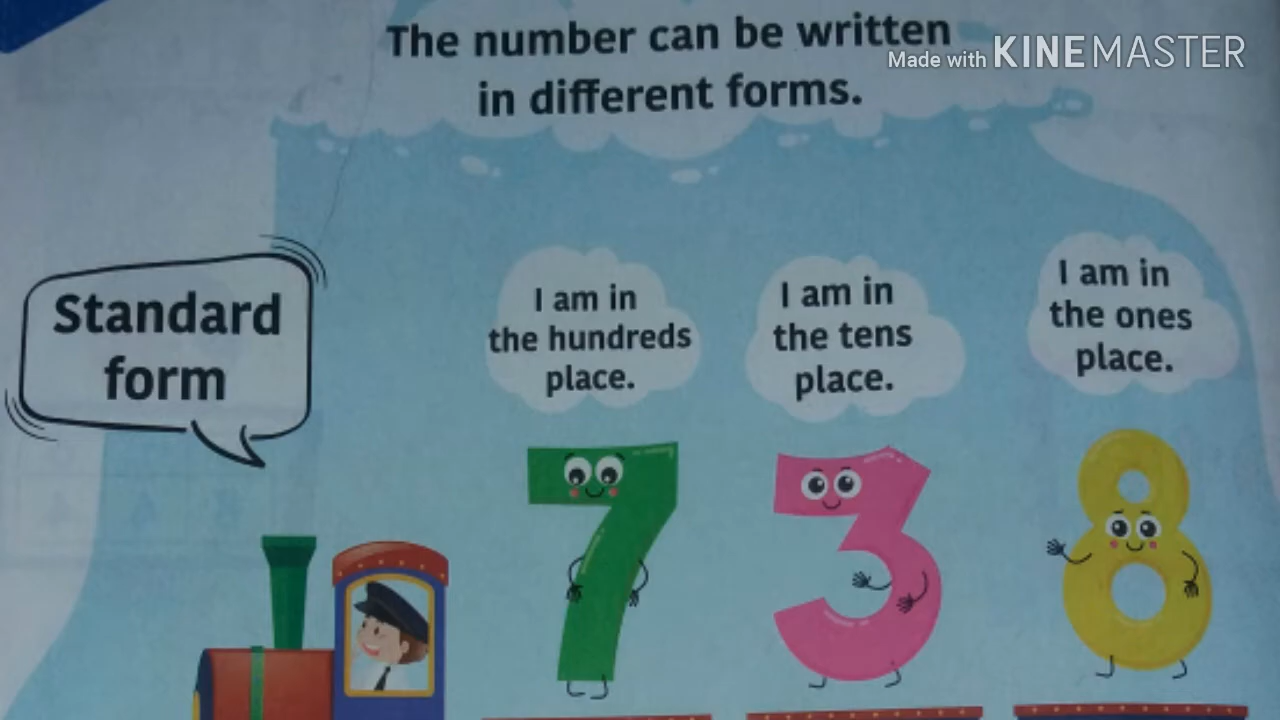 The number can be written
in different forms.
Made with KINEMASTER
Standard
form
I am in
the hundreds
place.
I am in
the tens
place.
I am in
the ones
place.
7 3 8